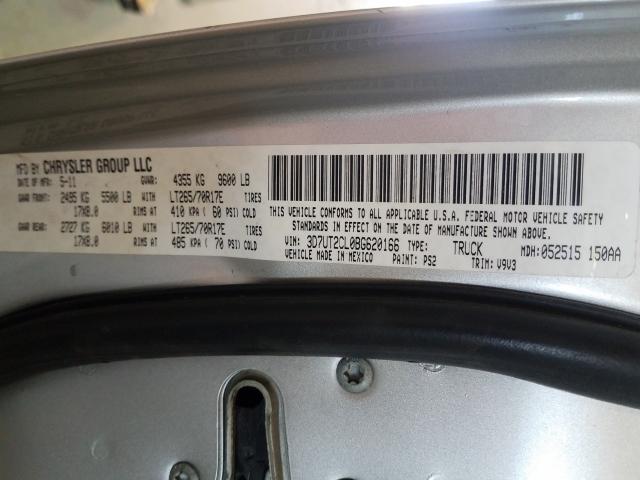 MFD BY CHRYSLER GROUP LLC
DATE OF MFR: 5-11 GVWR: 4355 KG 9600 LB
GAWR FRONT: 2495 KG 5500 LB WITH LT265/70R17E TIRES
17X8.0 RIMS AT 410 KPA ( 60 PSI) COLD
GAWR REAR: 2727 KG 6010 LB WITH LT265/70R17E TIRES
17X8.0 RIMS AT 485 KPA ( 70 PSI) COLD
THIS VEHICLE CONFORMS TO ALL APPLICABLE U.S.A. FEDERAL MOTOR VEHICLE SAFETY
STANDARDS IN EFFECT ON THE DATE OF MANUFACTURE SHOWN ABOVE.
VIN: 3D7UT2CL0BG620166 TYPE: TRUCK MDH: 052515 150AA
VEHICLE MADE IN MEXICO PAINT: PS2 TRIM: V9V3